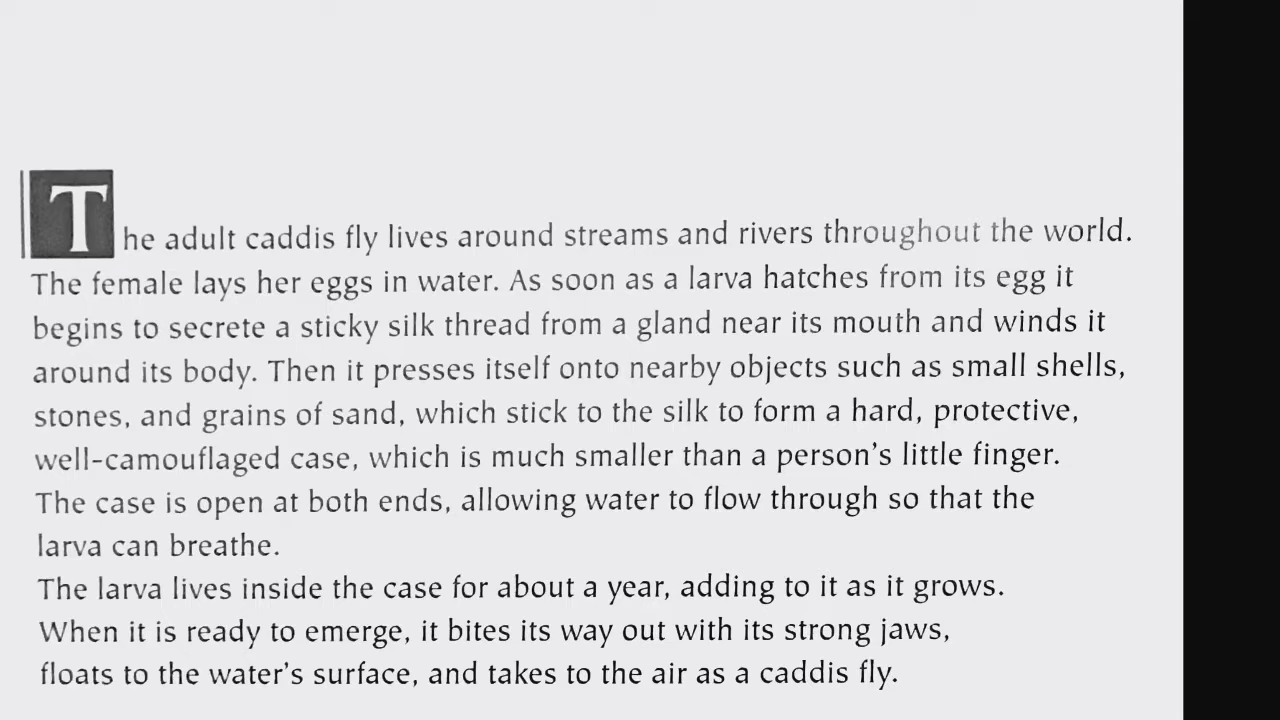 The adult caddis fly lives around streams and rivers throughout the world.
The female lays her eggs in water. As soon as a larva hatches from its egg it
begins to secrete a sticky silk thread from a gland near its mouth and winds it
around its body. Then it presses itself onto nearby objects such as small shells,
stones, and grains of sand, which stick to the silk to form a hard, protective,
well-camouflaged case, which is much smaller than a person's little finger.
The case is open at both ends, allowing water to flow through so that the
larva can breathe.
The larva lives inside the case for about a year, adding to it as it grows.
When it is ready to emerge, it bites its way out with its strong jaws,
floats to the water's surface, and takes to the air as a caddis fly.